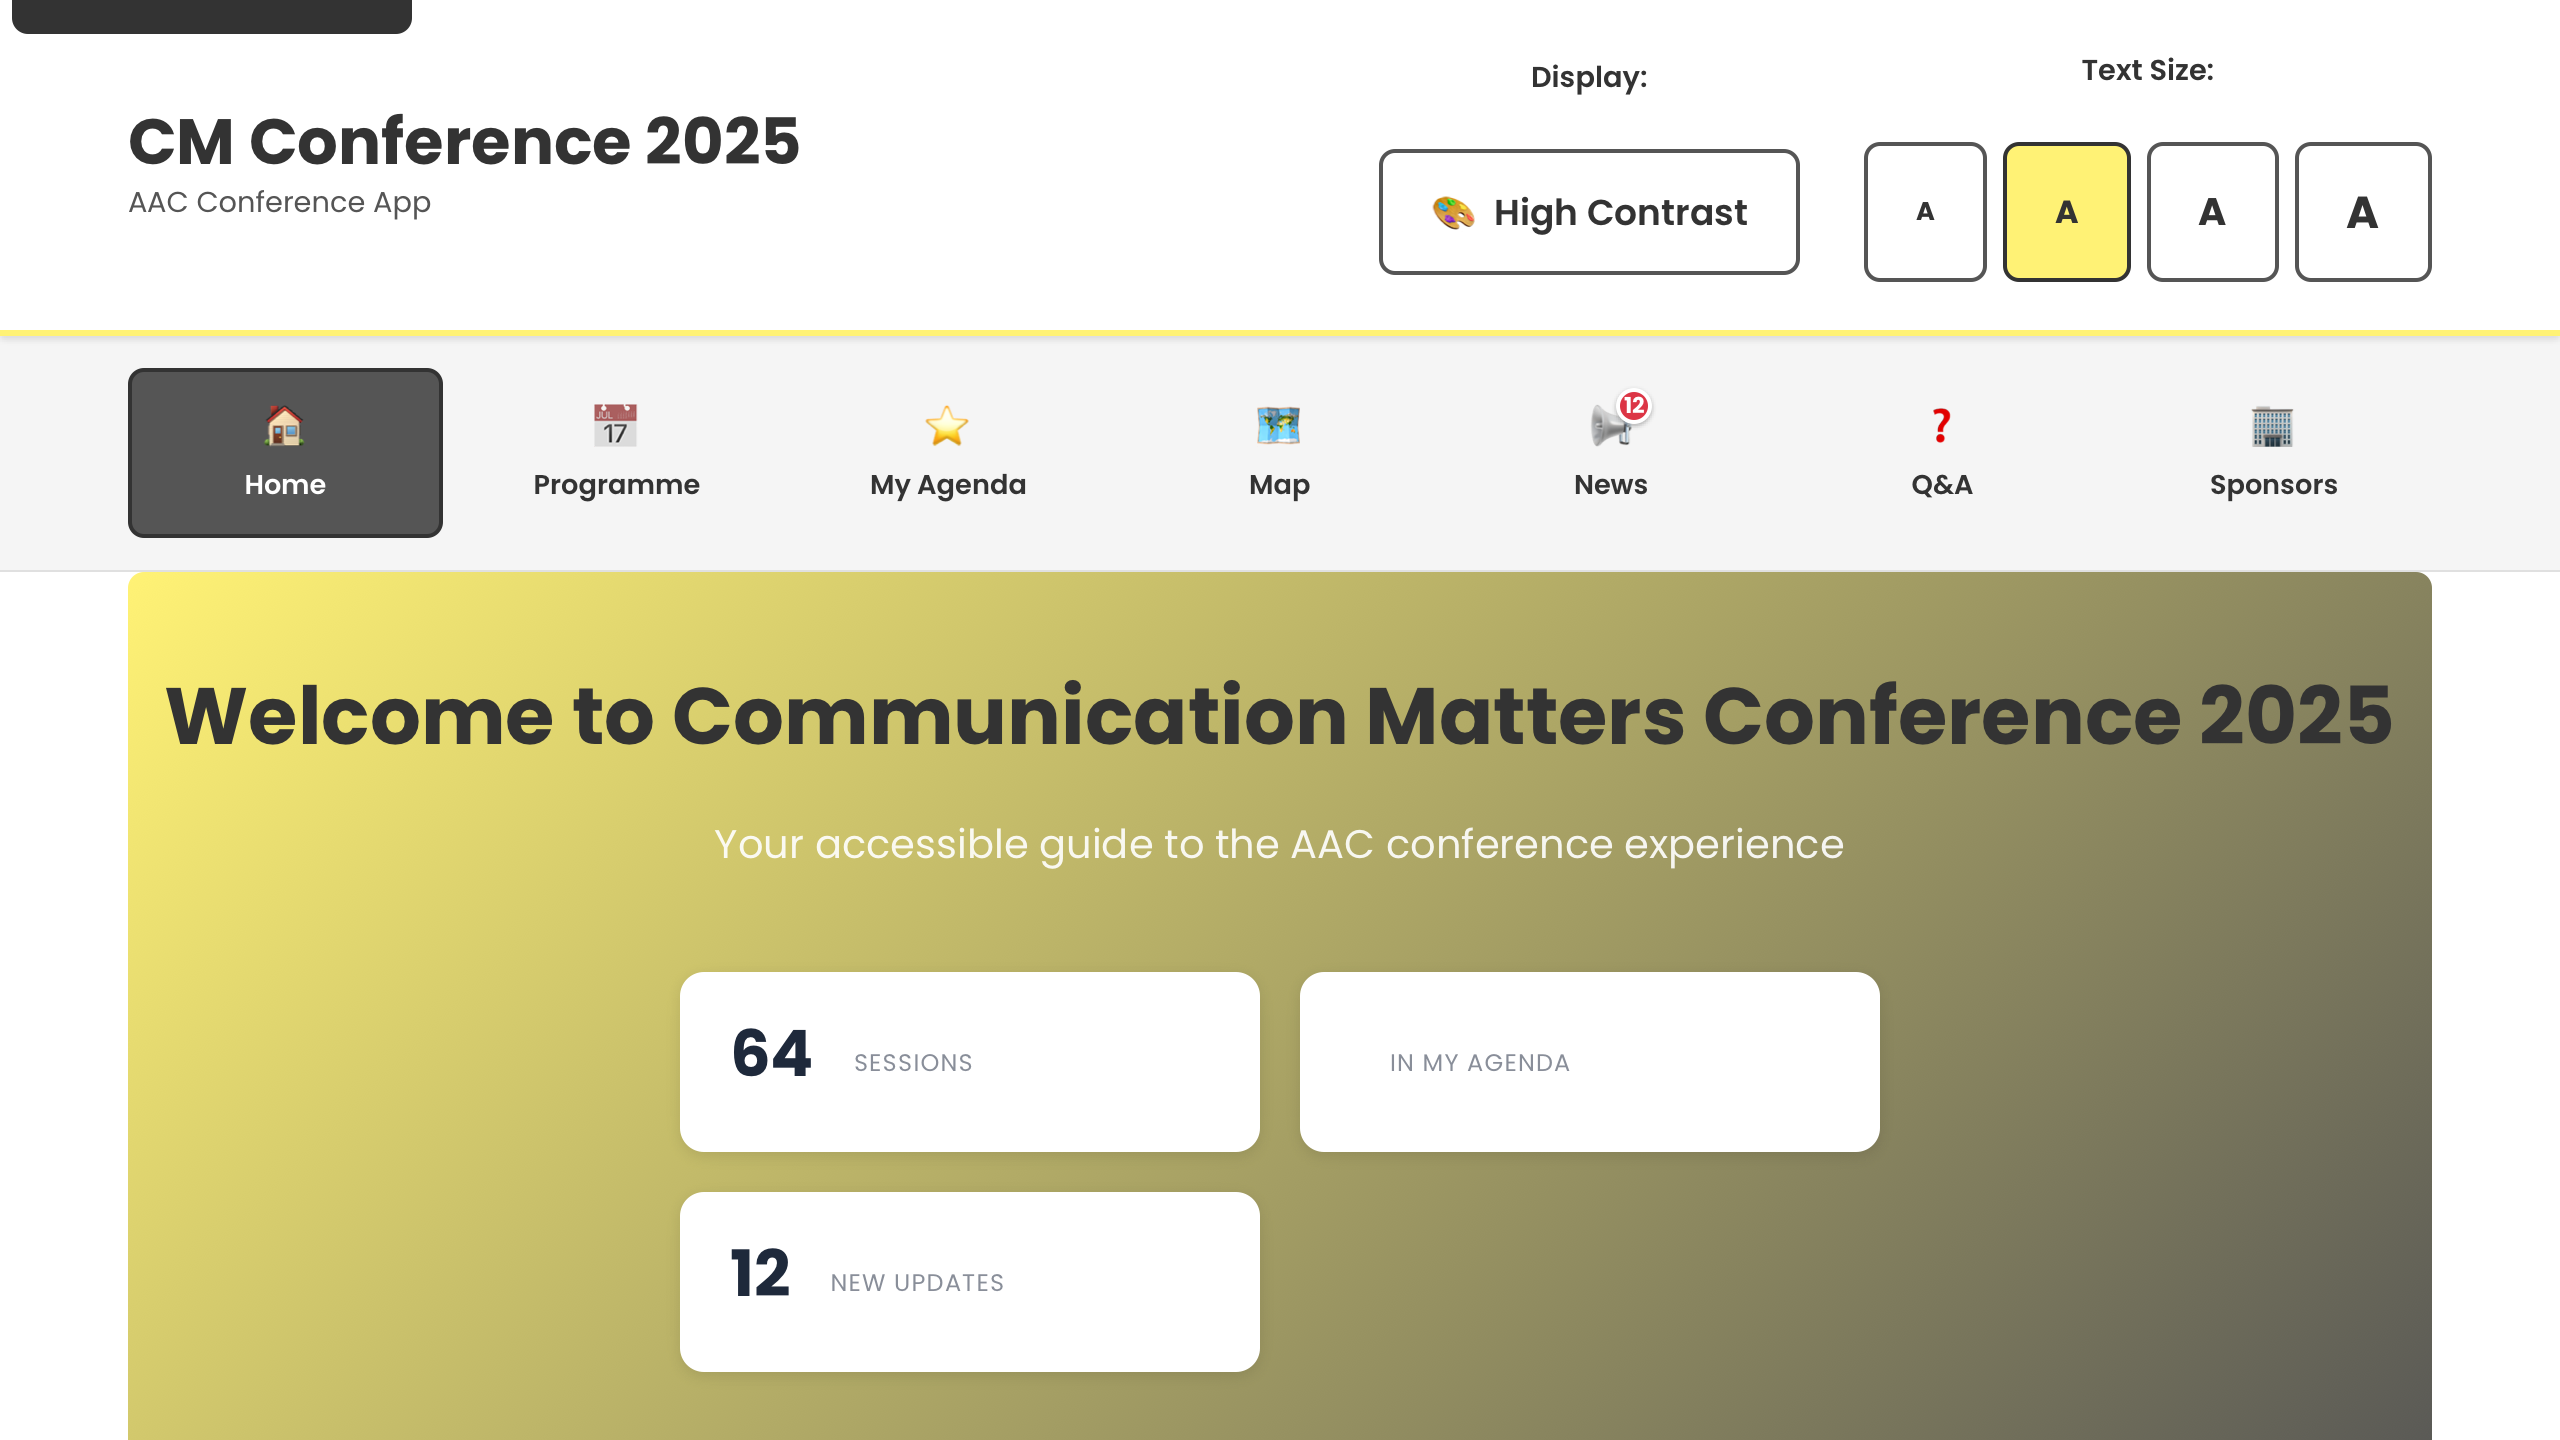 CM Conference 2025
AAC Conference App
Display:
High Contrast
Text Size:
A
A
A
A
Home
JUL
17
Programme
My Agenda
Map
12
News
?
Q&A
Sponsors
Welcome to Communication Matters Conference 2025
Your accessible guide to the AAC conference experience
64 SESSIONS
IN MY AGENDA
12 NEW UPDATES